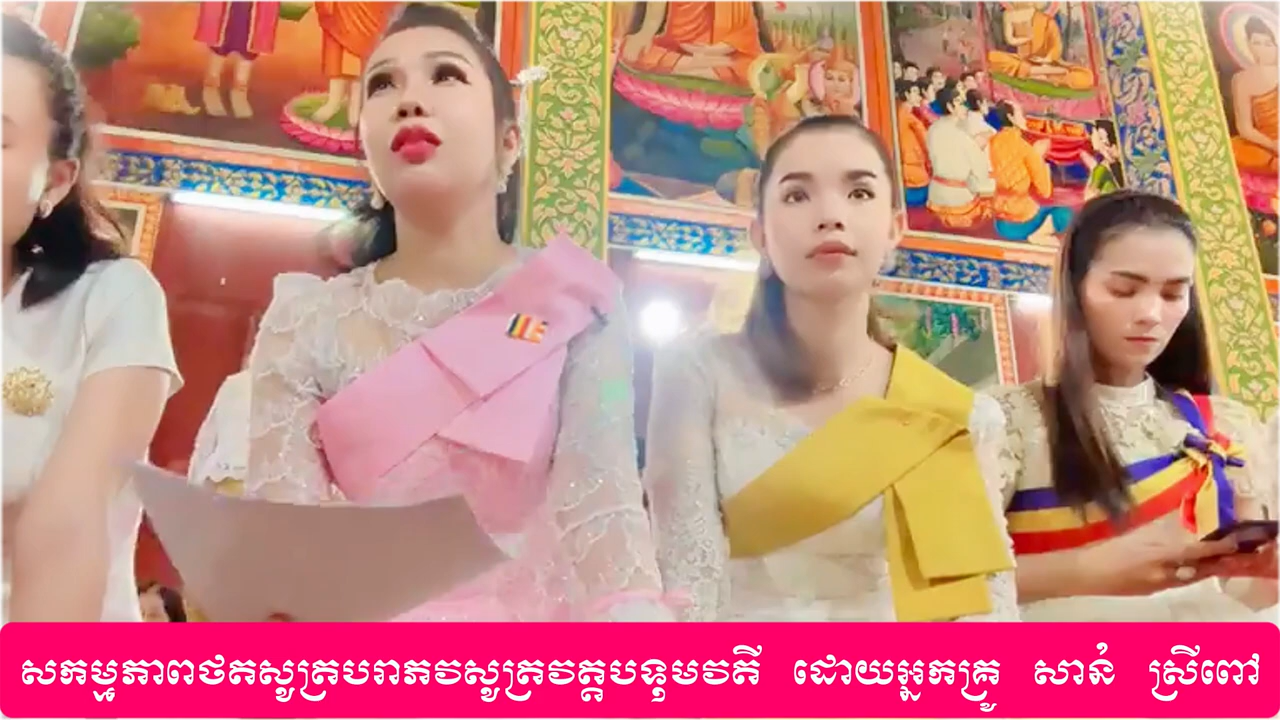 សកម្មភាពថតសូត្របរាភវសូត្រវត្តបទុមវតី ដោយអ្នកគ្រូ សាន់ ស្រីពៅ